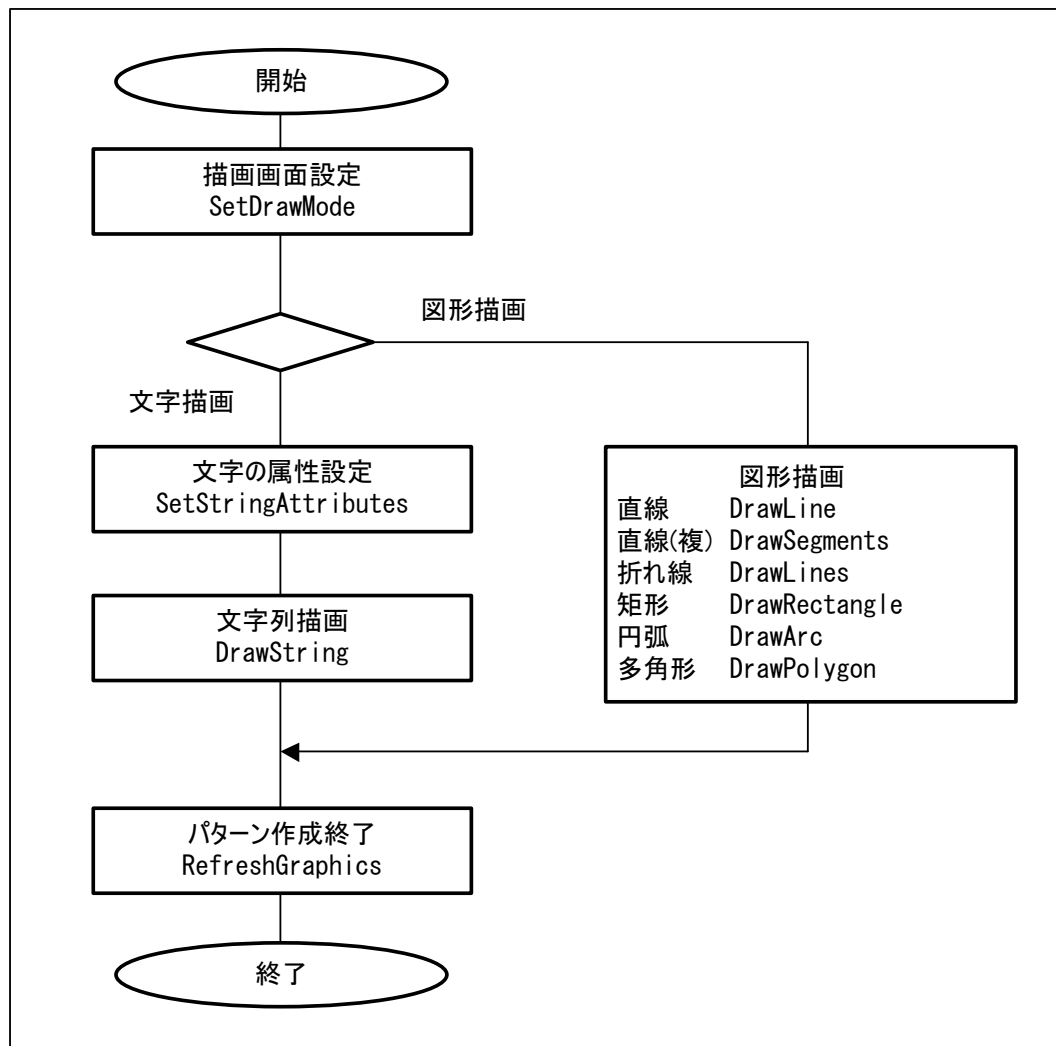 開始
描画画面設定
SetDrawMode
図形描画
文字描画
文字の属性設定
SetStringAttributes
文字列描画
DrawString
図形描画
直線 DrawLine
直線(複) DrawSegments
折れ線 DrawLines
矩形 DrawRectangle
円弧 DrawArc
多角形 DrawPolygon
パターン作成終了
RefreshGraphics
終了